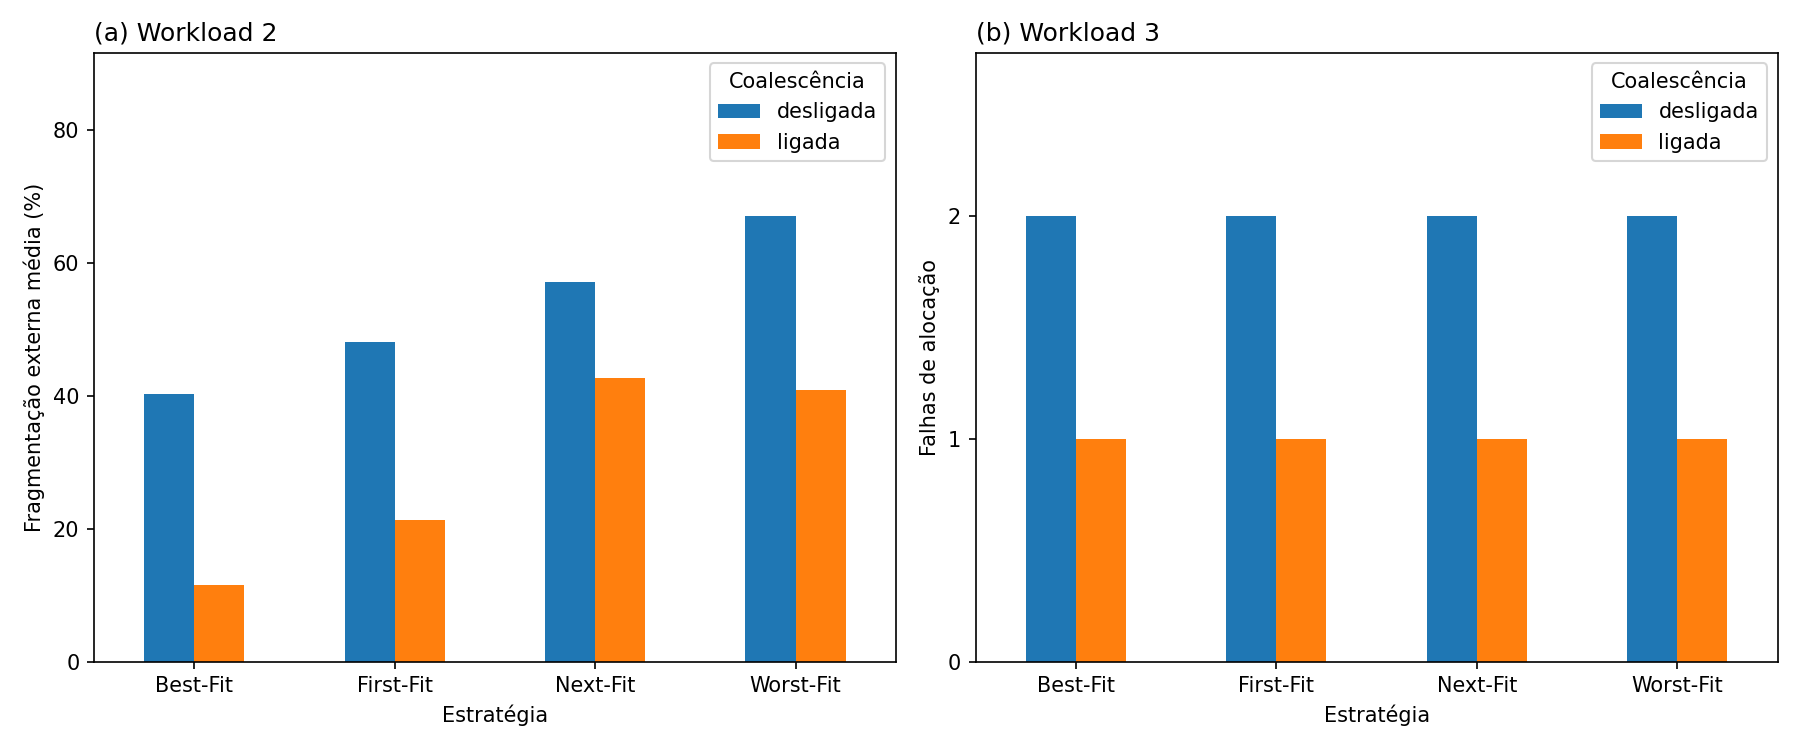 (a) Workload 2
Fragmentação externa média (%)
80
60
40
20
0
Coalescência
desligada
ligada
Best-Fit
First-Fit
Next-Fit
Worst-Fit
Estratégia
(b) Workload 3
Falhas de alocação
2
1
0
Coalescência
desligada
ligada
Best-Fit
First-Fit
Next-Fit
Worst-Fit
Estratégia